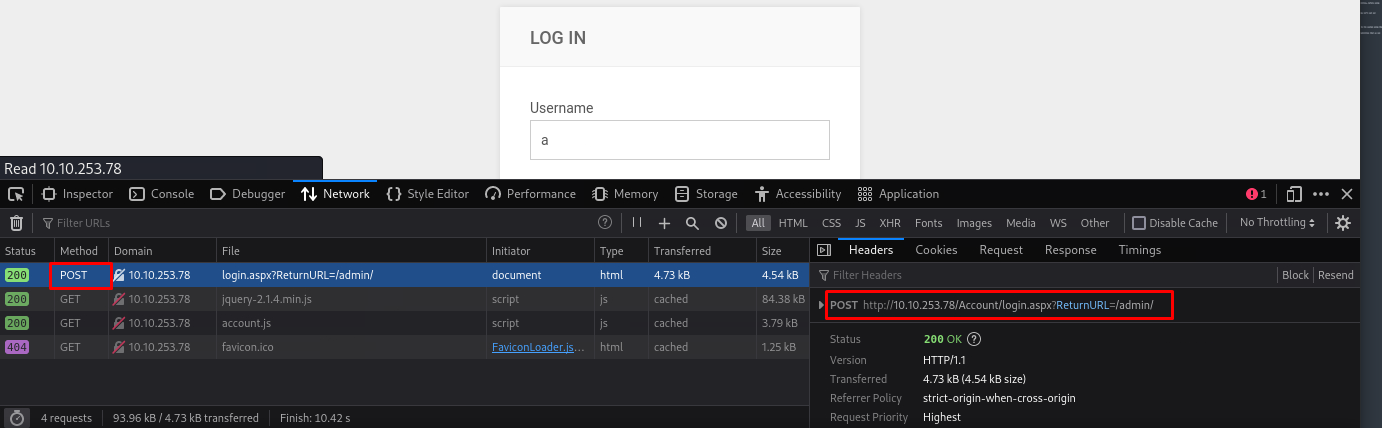 LOG IN
Username
a
Read 10.10.253.78
Inspector Console Debugger Network Style Editor Performance Memory Storage Accessibility Application 1
Filter URLs ? All HTML CSS JS XHR Fonts Images Media WS Other Disable Cache No Throttling
Status Method Domain File Initiator Type Transferred Size
200 POST 10.10.253.78 login.aspx?ReturnURL=/admin/ document html 4.73 kB 4.54 kB
200 GET 10.10.253.78 jquery-2.1.4.min.js script js cached 84.38 kB
200 GET 10.10.253.78 account.js script js cached 3.79 kB
404 GET 10.10.253.78 favicon.ico FaviconLoader.js... html cached 1.25 kB
4 requests 93.96 kB / 4.73 kB transferred Finish: 10.42 s
Headers Cookies Request Response Timings
Filter Headers Block Resend
POST http://10.10.253.78/Account/login.aspx?ReturnURL=/admin/
Status 200 OK ?
Version HTTP/1.1
Transferred 4.73 kB (4.54 kB size)
Referrer Policy strict-origin-when-cross-origin
Request Priority Highest